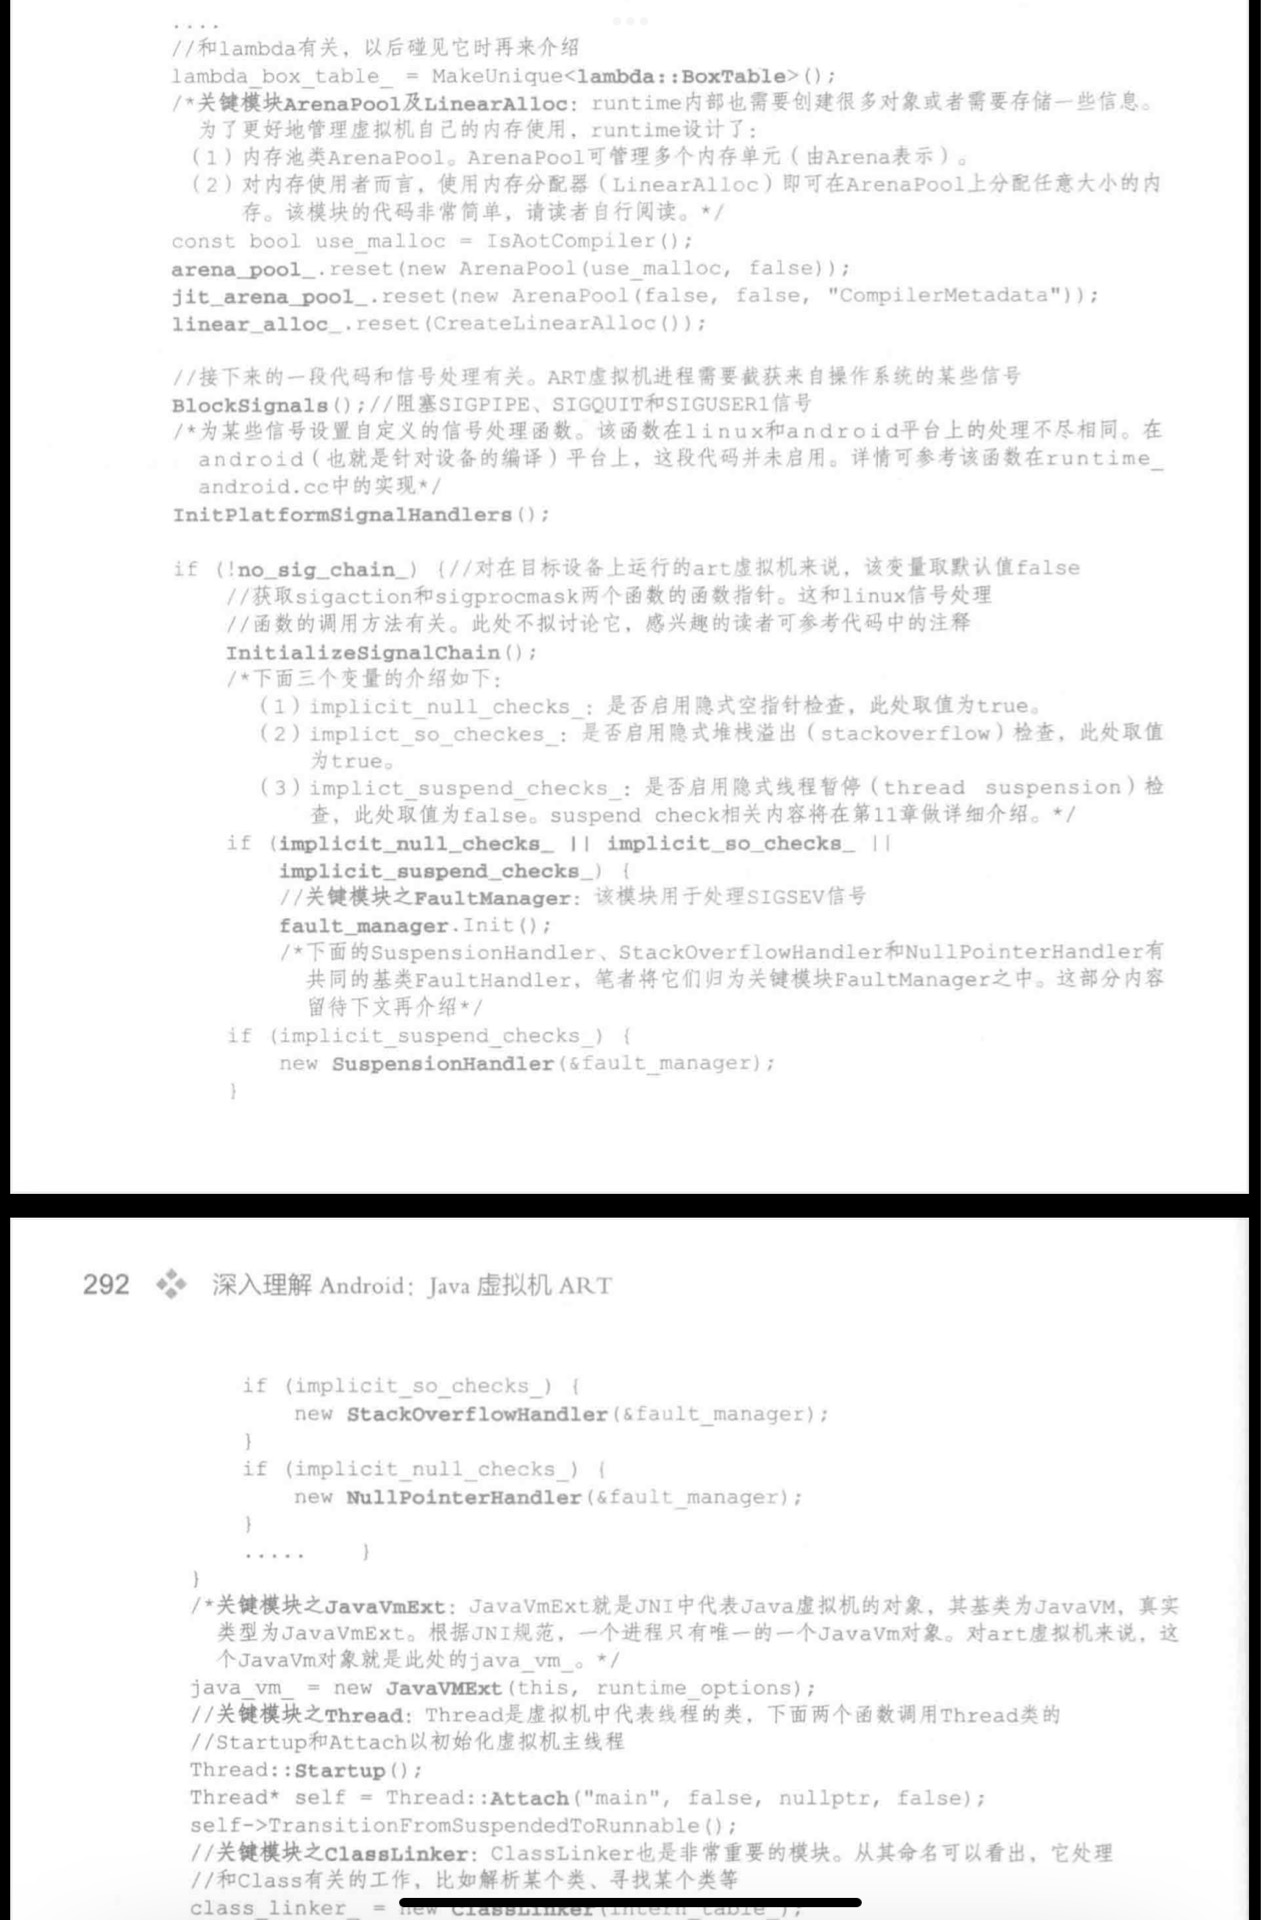 ....
//和lambda有关，以后碰见它时再来介绍
lambda_box_table_ = MakeUnique<lambda::BoxTable>();
/*关键模块ArenaPool及LinearAlloc：runtime内部也需要创建很多对象或者需要存储一些信息。
为了更好地管理虚拟机自己的内存使用，runtime设计了：
（1）内存池类ArenaPool。ArenaPool可管理多个内存单元（由Arena表示）。
（2）对内存使用者而言，使用内存分配器（LinearAlloc）即可在ArenaPool上分配任意大小的内
存。该模块的代码非常简单，请读者自行阅读。*/
const bool use_malloc = IsAotCompiler();
arena_pool_.reset(new ArenaPool(use_malloc, false));
jit_arena_pool_.reset(new ArenaPool(false, false, "CompilerMetadata"));
linear_alloc_.reset(CreateLinearAlloc());
//接下来的一段代码和信号处理有关。ART虚拟机进程需要截获来自操作系统的某些信号
BlockSignals();//阻塞SIGPIPE、SIGQUIT和SIGUSER1信号
/*为某些信号设置自定义的信号处理函数。该函数在linux和android平台上的处理不尽相同。在
android（也就是针对设备的编译）平台上，这段代码并未启用。详情可参考该函数在runtime_
android.cc中的实现*/
InitPlatformSignalHandlers();
if (!no_sig_chain_) {//对在目标设备上运行的art虚拟机来说，该变量取默认值false
//获取sigaction和sigprocmask两个函数的函数指针。这和linux信号处理
//函数的调用方法有关。此处不拟讨论它，感兴趣的读者可参考代码中的注释
InitializeSignalChain();
/*下面三个变量的介绍如下：
（1）implicit_null_checks_：是否启用隐式空指针检查，此处取值为true。
（2）implict_so_checkes_：是否启用隐式堆栈溢出（stackoverflow）检查，此处取值
为true。
（3）implict_suspend_checks_：是否启用隐式线程暂停（thread suspension）检
查，此处取值为false。suspend check相关内容将在第11章做详细介绍。*/
if (implicit_null_checks_ || implicit_so_checks_ ||
implicit_suspend_checks_) {
//关键模块之FaultManager：该模块用于处理SIGSEV信号
fault_manager.Init();
/*下面的SuspensionHandler、StackOverflowHandler和NullPointerHandler有
共同的基类FaultHandler，笔者将它们归为关键模块FaultManager之中。这部分内容
留待下文再介绍*/
if (implicit_suspend_checks_) {
new SuspensionHandler(&fault_manager);
}
292 深入理解 Android：Java 虚拟机 ART
if (implicit_so_checks_) {
new StackOverflowHandler(&fault_manager);
}
if (implicit_null_checks_) {
new NullPointerHandler(&fault_manager);
}
..... }
}
/*关键模块之JavaVmExt：JavaVmExt就是JNI中代表Java虚拟机的对象，其基类为JavaVM，真实
类型为JavaVmExt。根据JNI规范，一个进程只有唯一的一个JavaVm对象。对art虚拟机来说，这
个JavaVm对象就是此处的java_vm_。*/
java_vm_ = new JavaVMExt(this, runtime_options);
//关键模块之Thread：Thread是虚拟机中代表线程的类，下面两个函数调用Thread类的
//Startup和Attach以初始化虚拟机主线程
Thread::Startup();
Thread* self = Thread::Attach("main", false, nullptr, false);
self->TransitionFromSuspendedToRunnable();
//关键模块之ClassLinker：ClassLinker也是非常重要的模块。从其命名可以看出，它处理
//和Class有关的工作，比如解析某个类、寻找某个类等
class_linker_ = new ClassLinker(intern_table_);